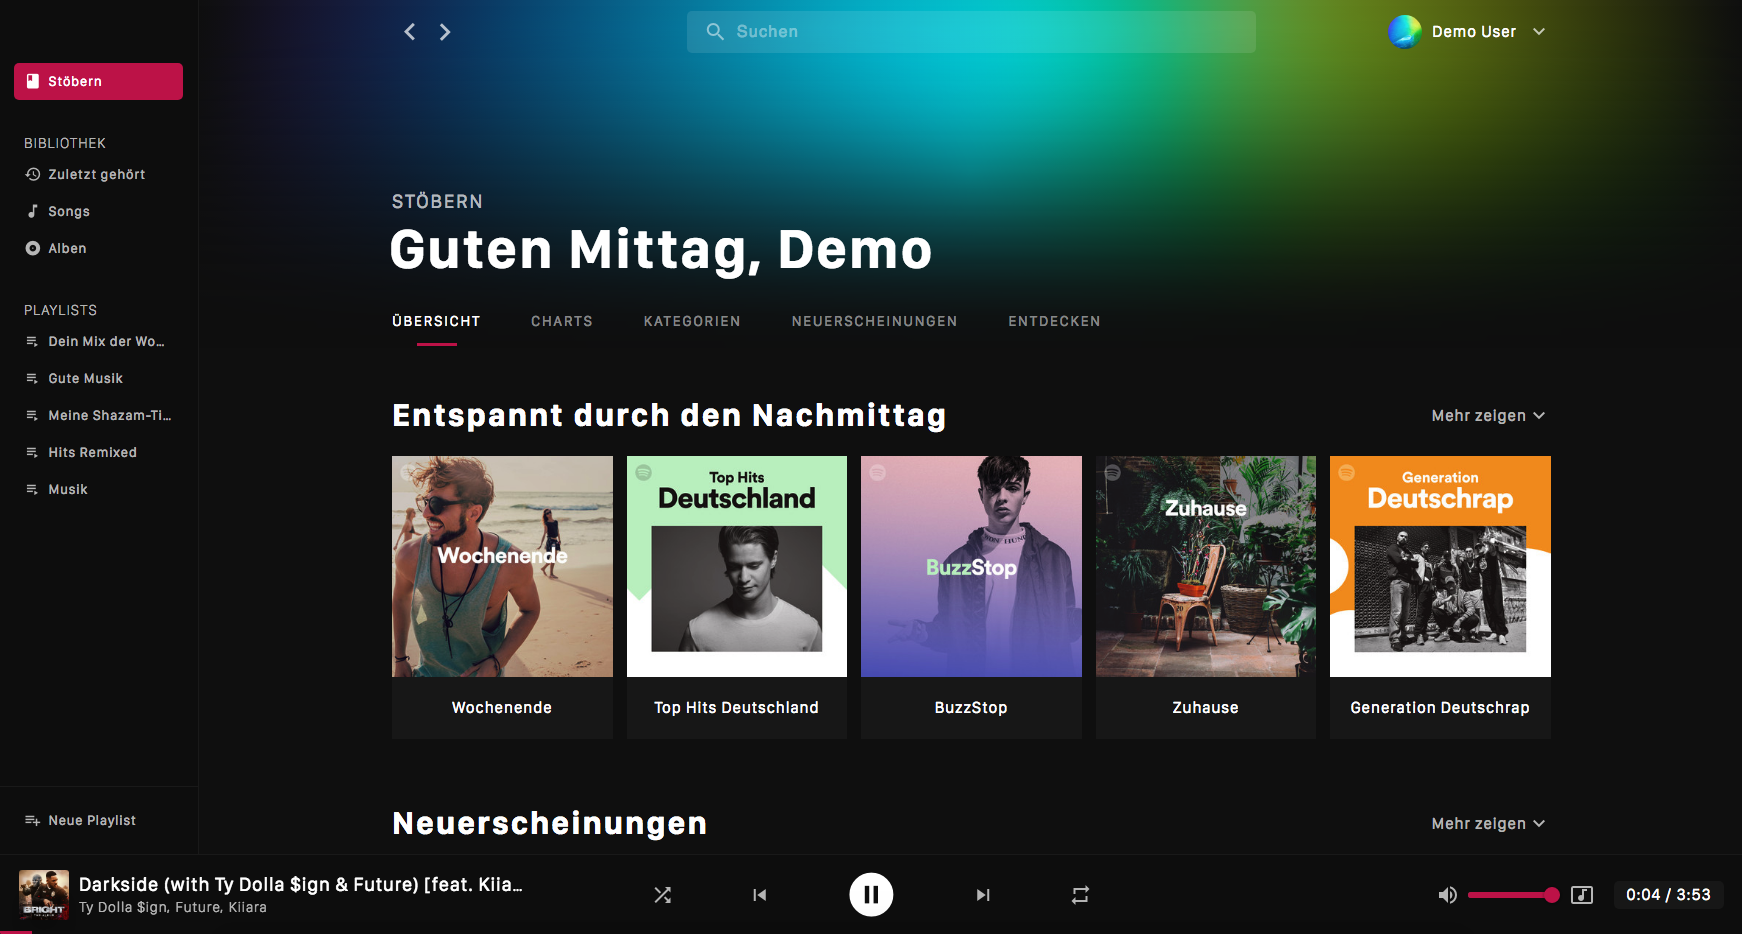 Suchen
Demo User
Stöbern
BIBLIOTHEK
Zuletzt gehört
Songs
Alben
PLAYLISTS
Dein Mix der Wo...
Gute Musik
Meine Shazam-Ti...
Hits Remixed
Musik
Neue Playlist
STÖBERN
Guten Mittag, Demo
ÜBERSICHT
CHARTS
KATEGORIEN
NEUERSCHEINUNGEN
ENTDECKEN
Entspannt durch den Nachmittag
Mehr zeigen
Wochenende
Top Hits
Deutschland
BuzzStop
Zuhause
Generation
Deutschrap
Wochenende
Top Hits Deutschland
BuzzStop
Zuhause
Generation Deutschrap
Neuerscheinungen
Mehr zeigen
BRIGHT
Darkside (with Ty Dolla $ign & Future) [feat. Kiia...
Ty Dolla $ign, Future, Kiiara
0:04 / 3:53